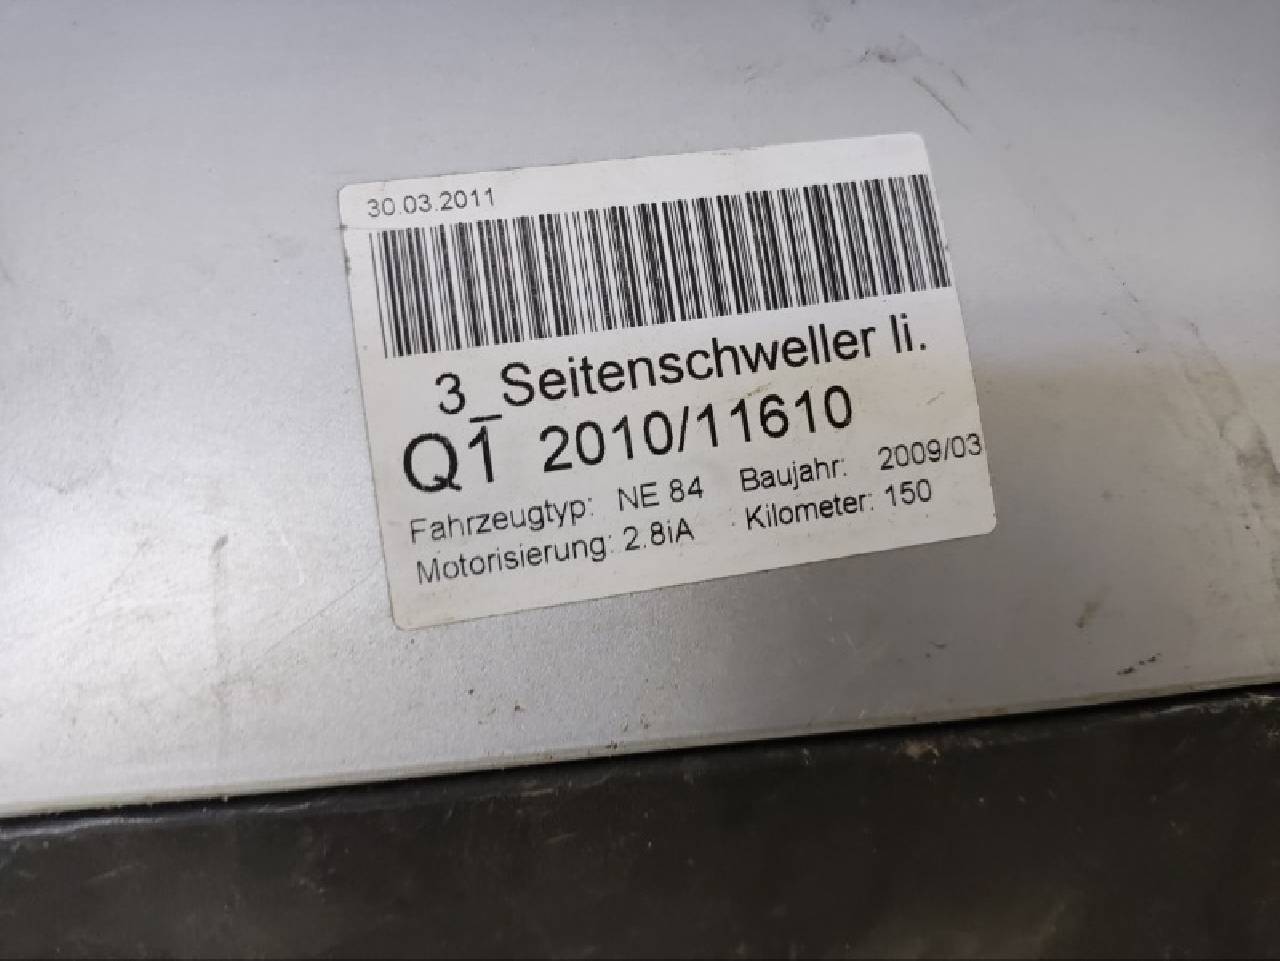 30.03.2011
3_Seitenschweller li.
Q1 2010/11610
Fahrzeugtyp: NE 84 Baujahr: 2009/03
Motorisierung: 2.8iA Kilometer: 150